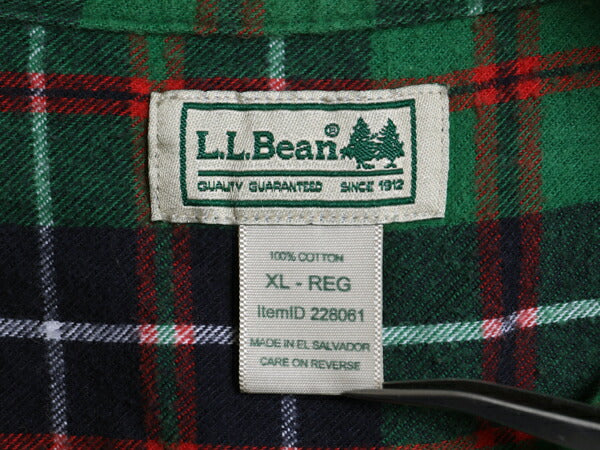 L.L.Bean®
QUALITY GUARANTEED SINCE 1912
100% COTTON
XL - REG
ItemID 228061
MADE IN EL SALVADOR
CARE ON REVERSE